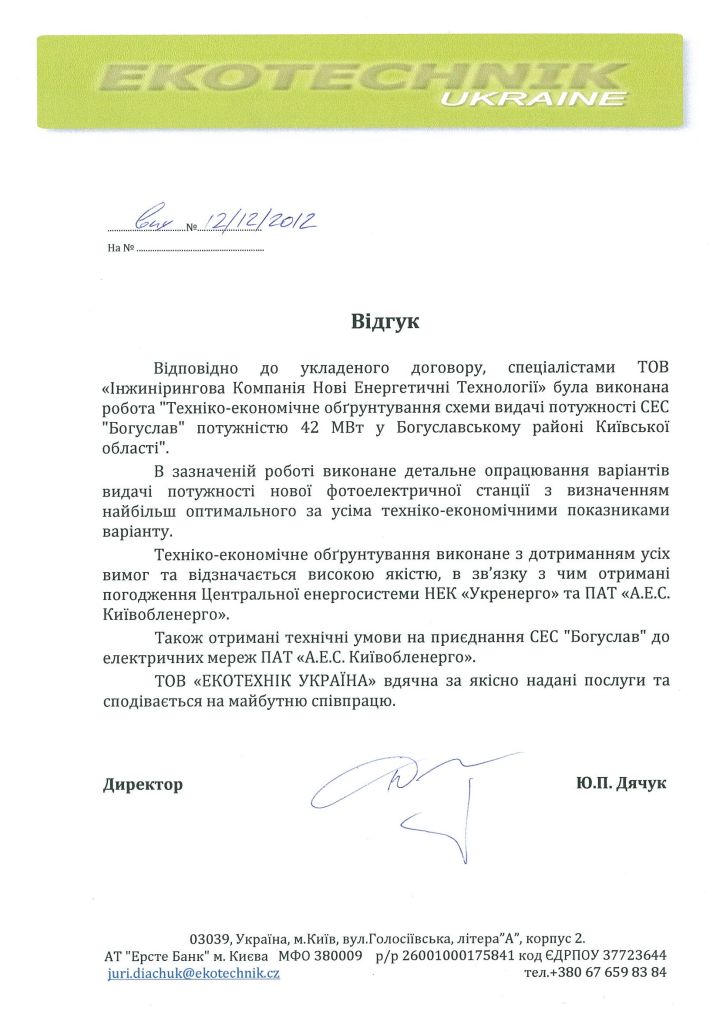 EKOTECHNIK
UKRAINE
вих № 12/12/2012
На №
Відгук
Відповідно до укладеного договору, спеціалістами ТОВ
«Інжинірингова Компанія Нові Енергетичні Технології» була виконана
робота "Техніко-економічне обґрунтування схеми видачі потужності СЕС
"Богуслав" потужністю 42 МВт у Богуславському районі Київської
області".
В зазначеній роботі виконане детальне опрацювання варіантів
видачі потужності нової фотоелектричної станції з визначенням
найбільш оптимального за усіма техніко-економічними показниками
варіанту.
Техніко-економічне обґрунтування виконане з дотриманням усіх
вимог та відзначається високою якістю, в зв’язку з чим отримані
погодження Центральної енергосистеми НЕК «Укренерго» та ПАТ «А.Е.С.
Київобленерго».
Також отримані технічні умови на приєднання СЕС "Богуслав" до
електричних мереж ПАТ «А.Е.С. Київобленерго».
ТОВ «ЕКОТЕХНІК УКРАЇНА» вдячна за якісно надані послуги та
сподівається на майбутню співпрацю.
Директор Ю.П. Дячук
03039, Україна, м.Київ, вул.Голосіївська, літера”А”, корпус 2.
АТ "Ерсте Банк" м. Києва МФО 380009 р/р 26001000175841 код ЄДРПОУ 37723644
juri.diachuk@ekotechnik.cz тел.+380 67 659 83 84